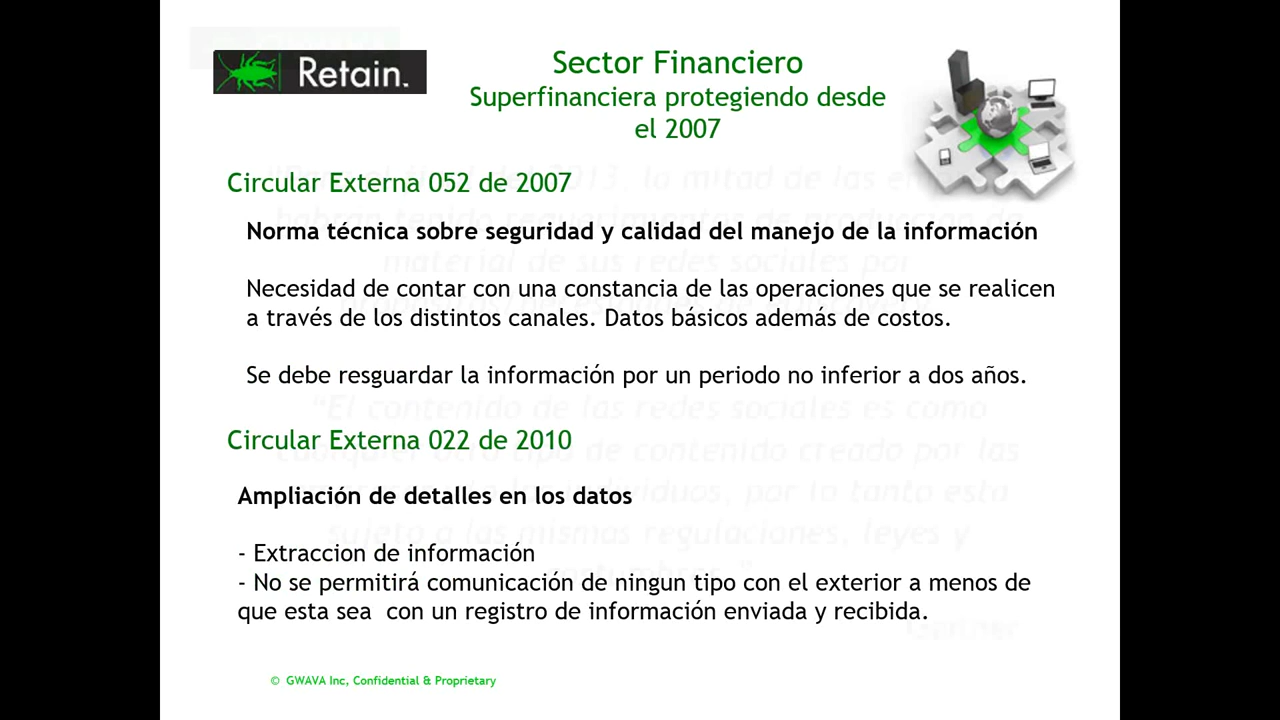 Retain.
Sector Financiero
Superfinanciera protegiendo desde
el 2007
Circular Externa 052 de 2007
Norma técnica sobre seguridad y calidad del manejo de la información
Necesidad de contar con una constancia de las operaciones que se realicen
a través de los distintos canales. Datos básicos además de costos.
Se debe resguardar la información por un periodo no inferior a dos años.
Circular Externa 022 de 2010
Ampliación de detalles en los datos
- Extraccion de información
- No se permitirá comunicación de ningun tipo con el exterior a menos de
que esta sea con un registro de información enviada y recibida.
© GWAVA Inc, Confidential & Proprietary